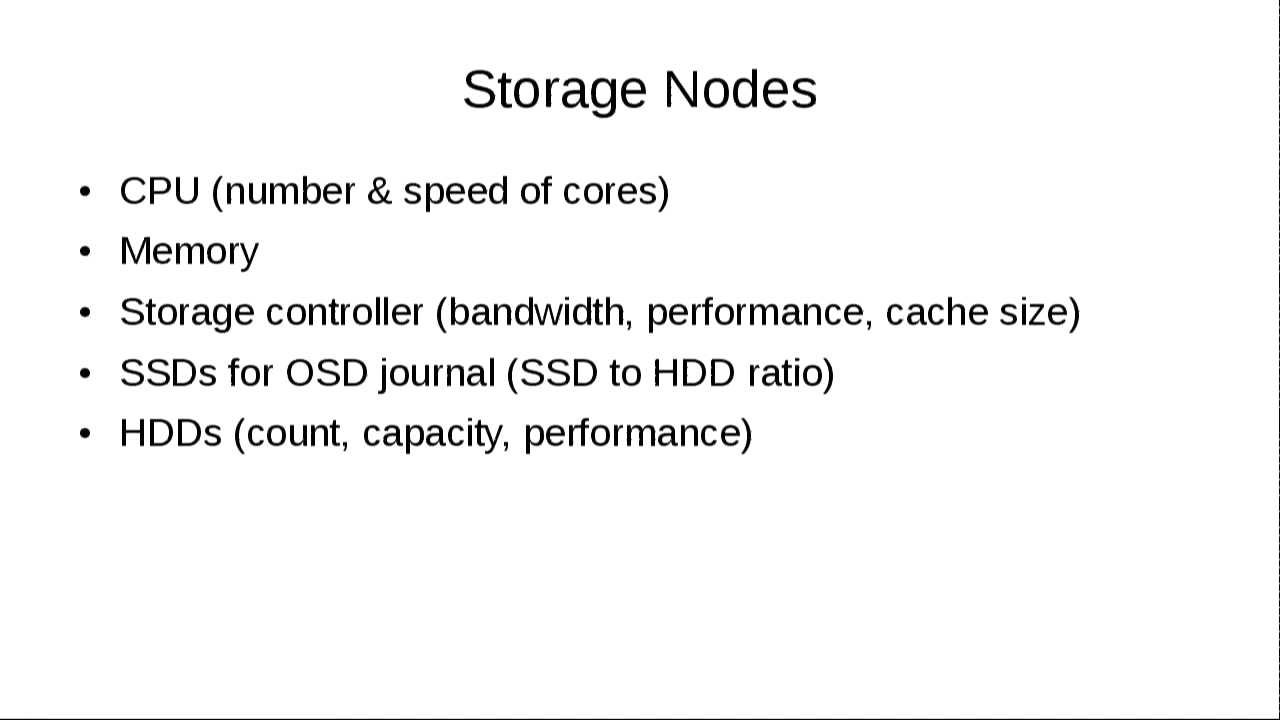 Storage Nodes
• CPU (number & speed of cores)
• Memory
• Storage controller (bandwidth, performance, cache size)
• SSDs for OSD journal (SSD to HDD ratio)
• HDDs (count, capacity, performance)